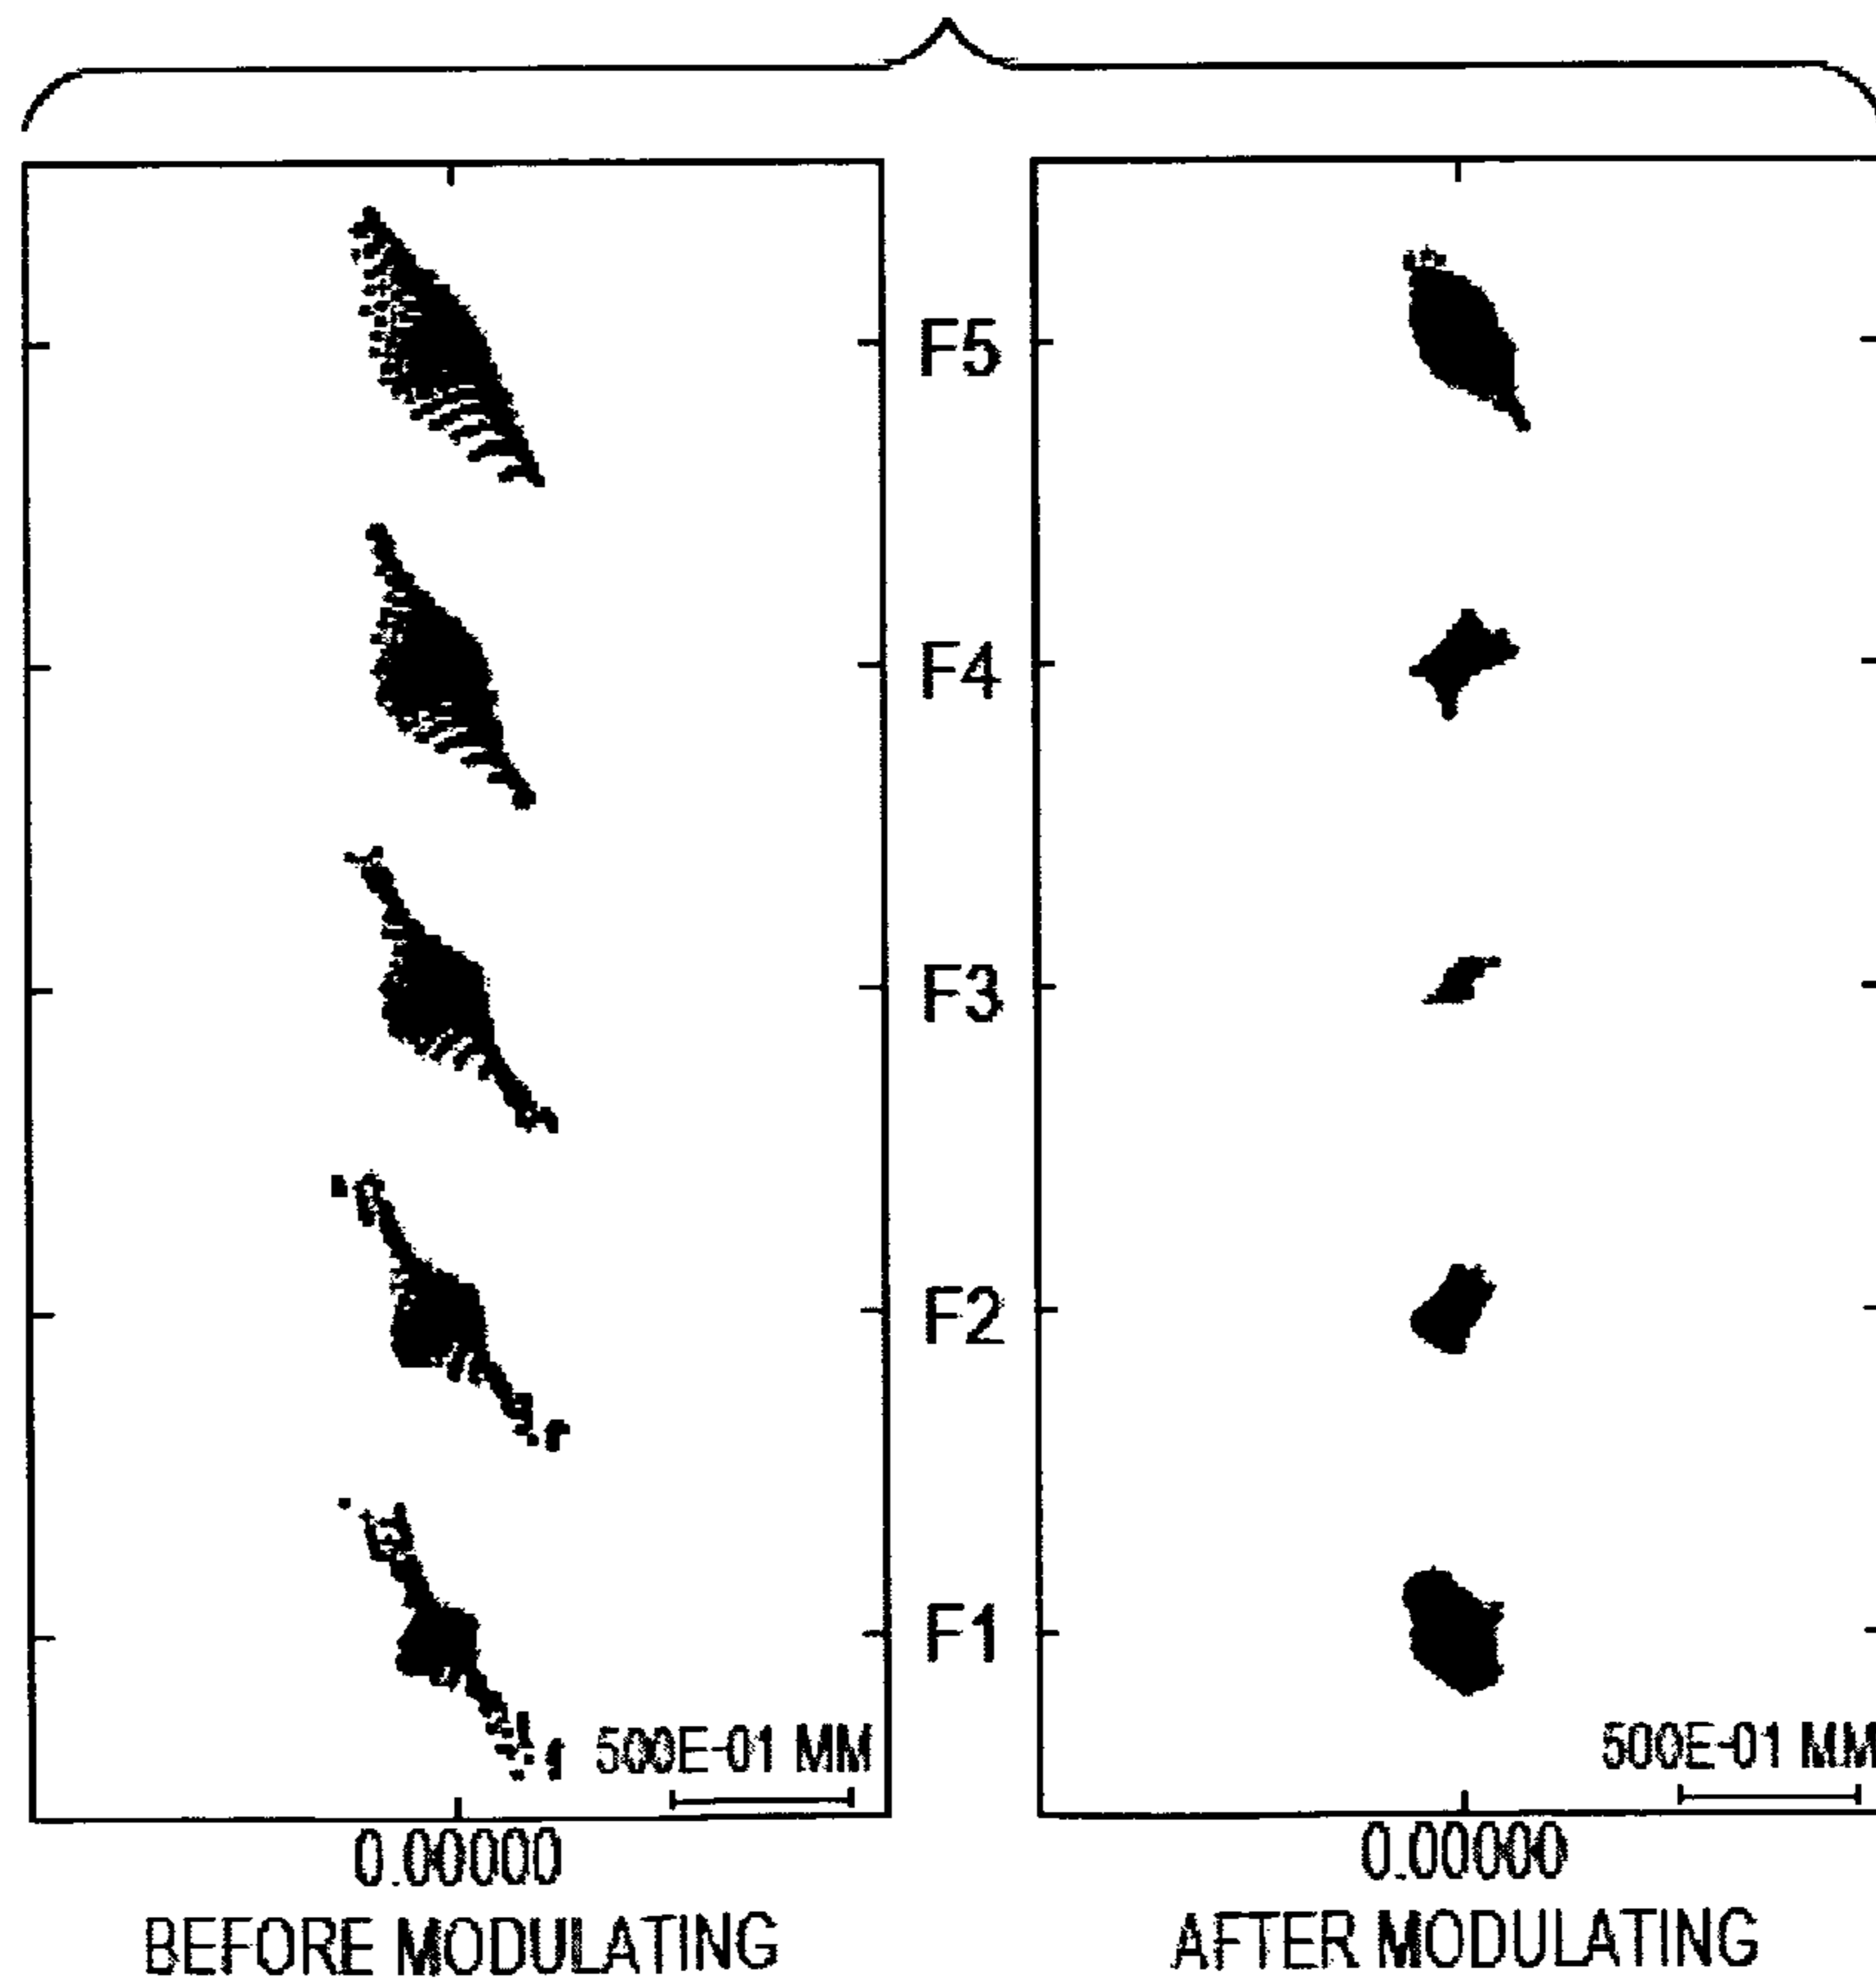 F5
F4
F3
F2
F1
500E-01 MM
500E-01 MM
0.00000
0.00000
BEFORE MODULATING
AFTER MODULATING